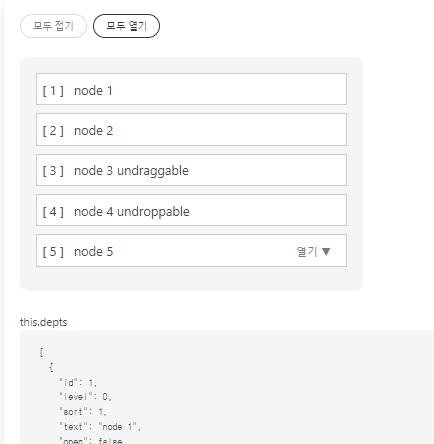 모두 접기 모두 열기
[ 1 ] node 1
[ 2 ] node 2
[ 3 ] node 3 undraggable
[ 4 ] node 4 undroppable
[ 5 ] node 5 열기 ▼
this.depts
[
{
"id": 1,
"level": 0,
"sort": 1,
"text": "node 1",
"open": false,